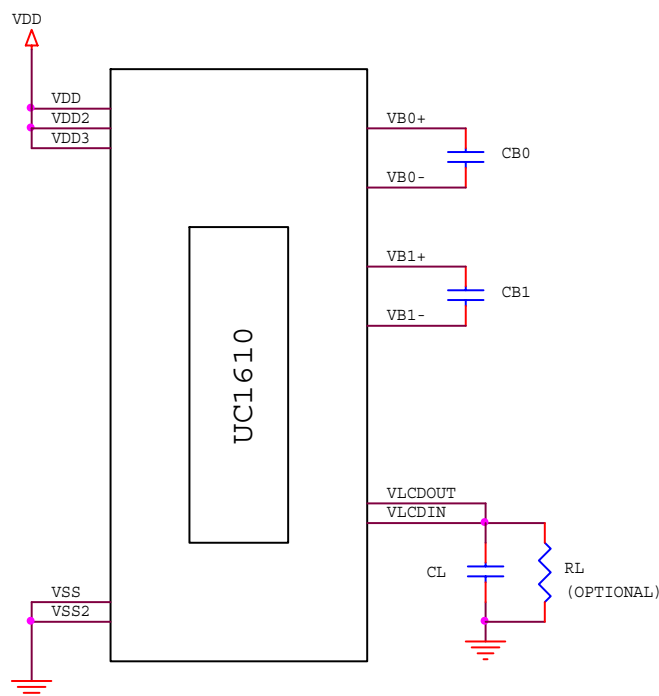 VDD
VDD
VDD2
VDD3
VB0+
CB0
VB0-
VB1+
CB1
VB1-
UC1610
VLCDOUT
VLCDIN
CL
RL
(OPTIONAL)
VSS
VSS2